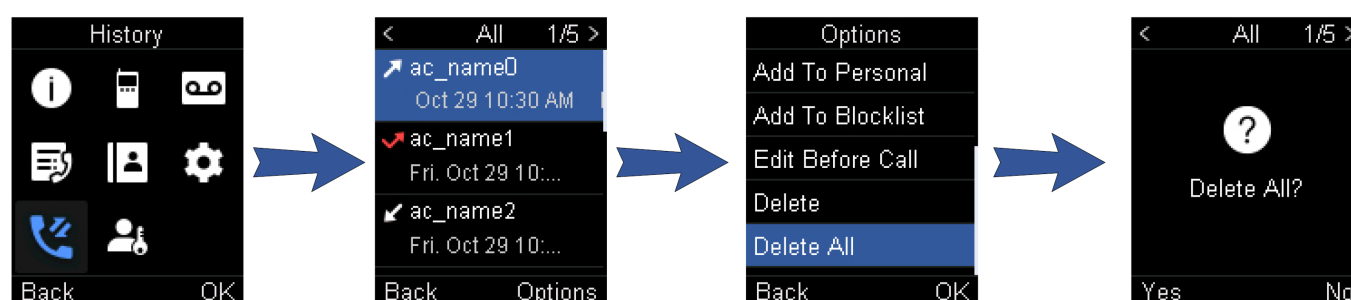 History
Back OK
< All 1/5 >
ac_name0
Oct 29 10:30 AM
ac_name1
Fri. Oct 29 10:...
ac_name2
Fri. Oct 29 10:...
Back Options
Options
Add To Personal
Add To Blocklist
Edit Before Call
Delete
Delete All
Back OK
< All 1/5 >
?
Delete All?
Yes No